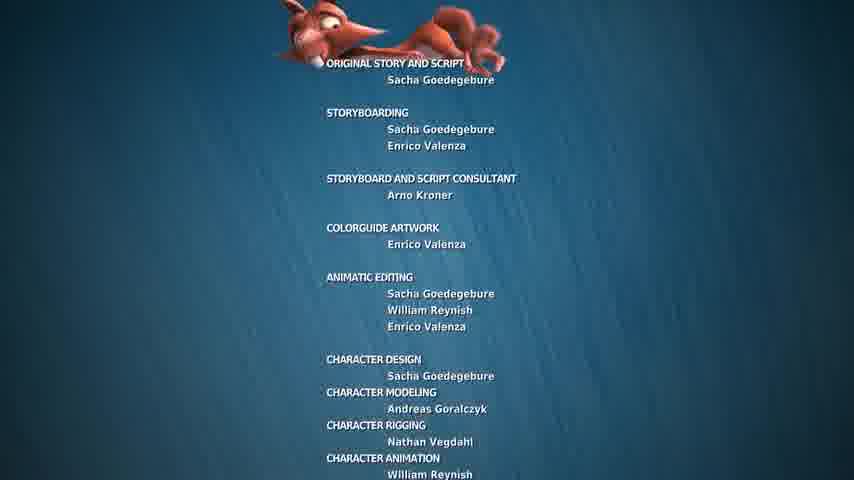 ORIGINAL STORY AND SCRIPT
Sacha Goedegebure
STORYBOARDING
Sacha Goedegebure
Enrico Valenza
STORYBOARD AND SCRIPT CONSULTANT
Arno Kroner
COLORGUIDE ARTWORK
Enrico Valenza
ANIMATIC EDITING
Sacha Goedegebure
William Reynish
Enrico Valenza
CHARACTER DESIGN
Sacha Goedegebure
CHARACTER MODELING
Andreas Goralczyk
CHARACTER RIGGING
Nathan Vegdahl
CHARACTER ANIMATION
William Reynish